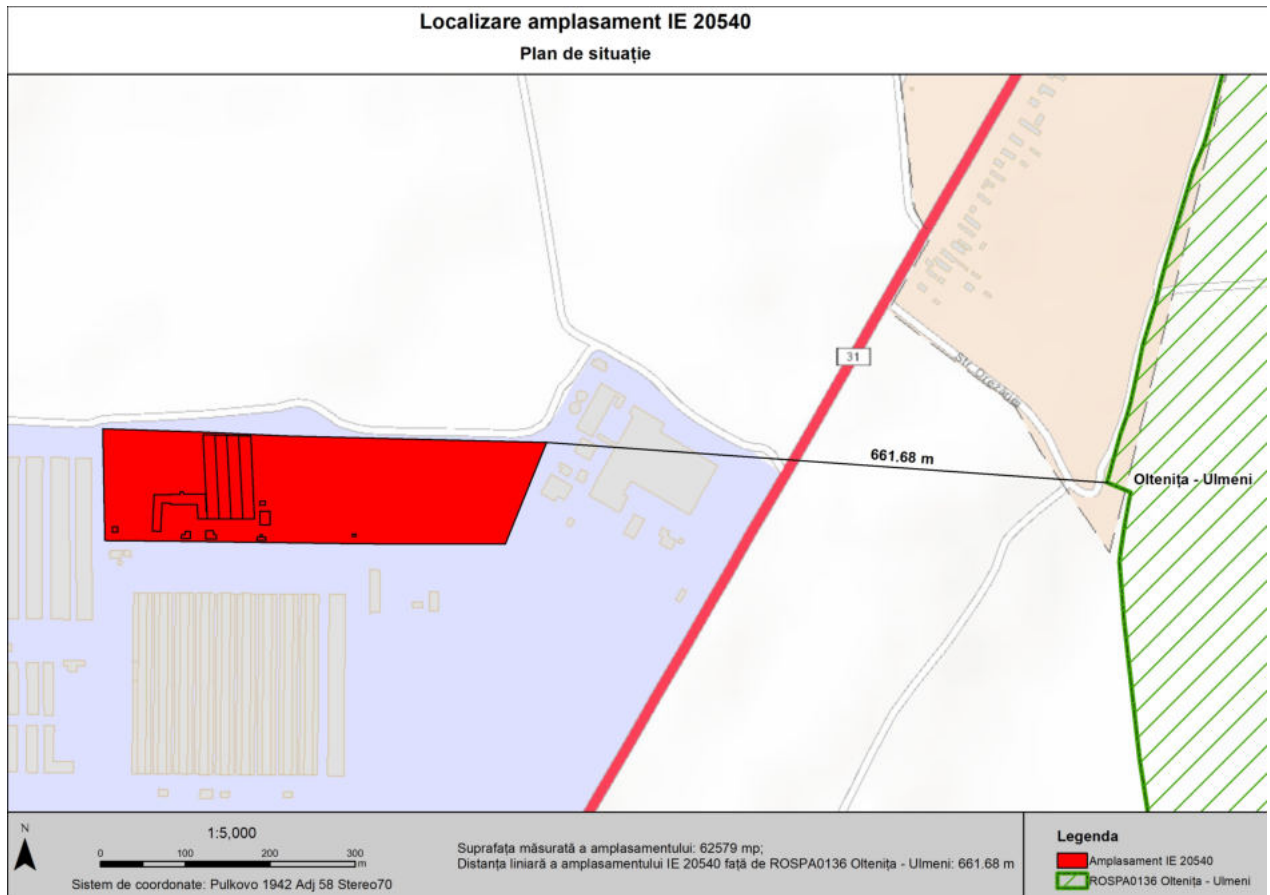 Localizare amplasament IE 20540
Plan de situație
31
Str. Drezdnei
661.68 m
Oltenița - Ulmeni
N
1:5,000
0 100 200 300
m
Sistem de coordonate: Pulkovo 1942 Adj 58 Stereo70
Suprafața măsurată a amplasamentului: 62579 mp;
Distanța liniară a amplasamentului IE 20540 față de ROSPA0136 Oltenița - Ulmeni: 661.68 m
Legenda
Amplasament IE 20540
ROSPA0136 Oltenița - Ulmeni